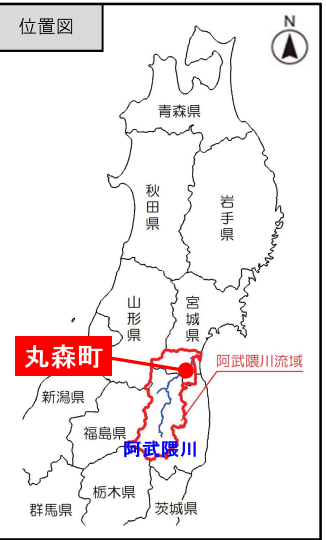 位置図
N
青森県
秋田県
岩手県
山形県
宮城県
丸森町
阿武隈川流域
新潟県
福島県
阿武隈川
栃木県
群馬県
茨城県